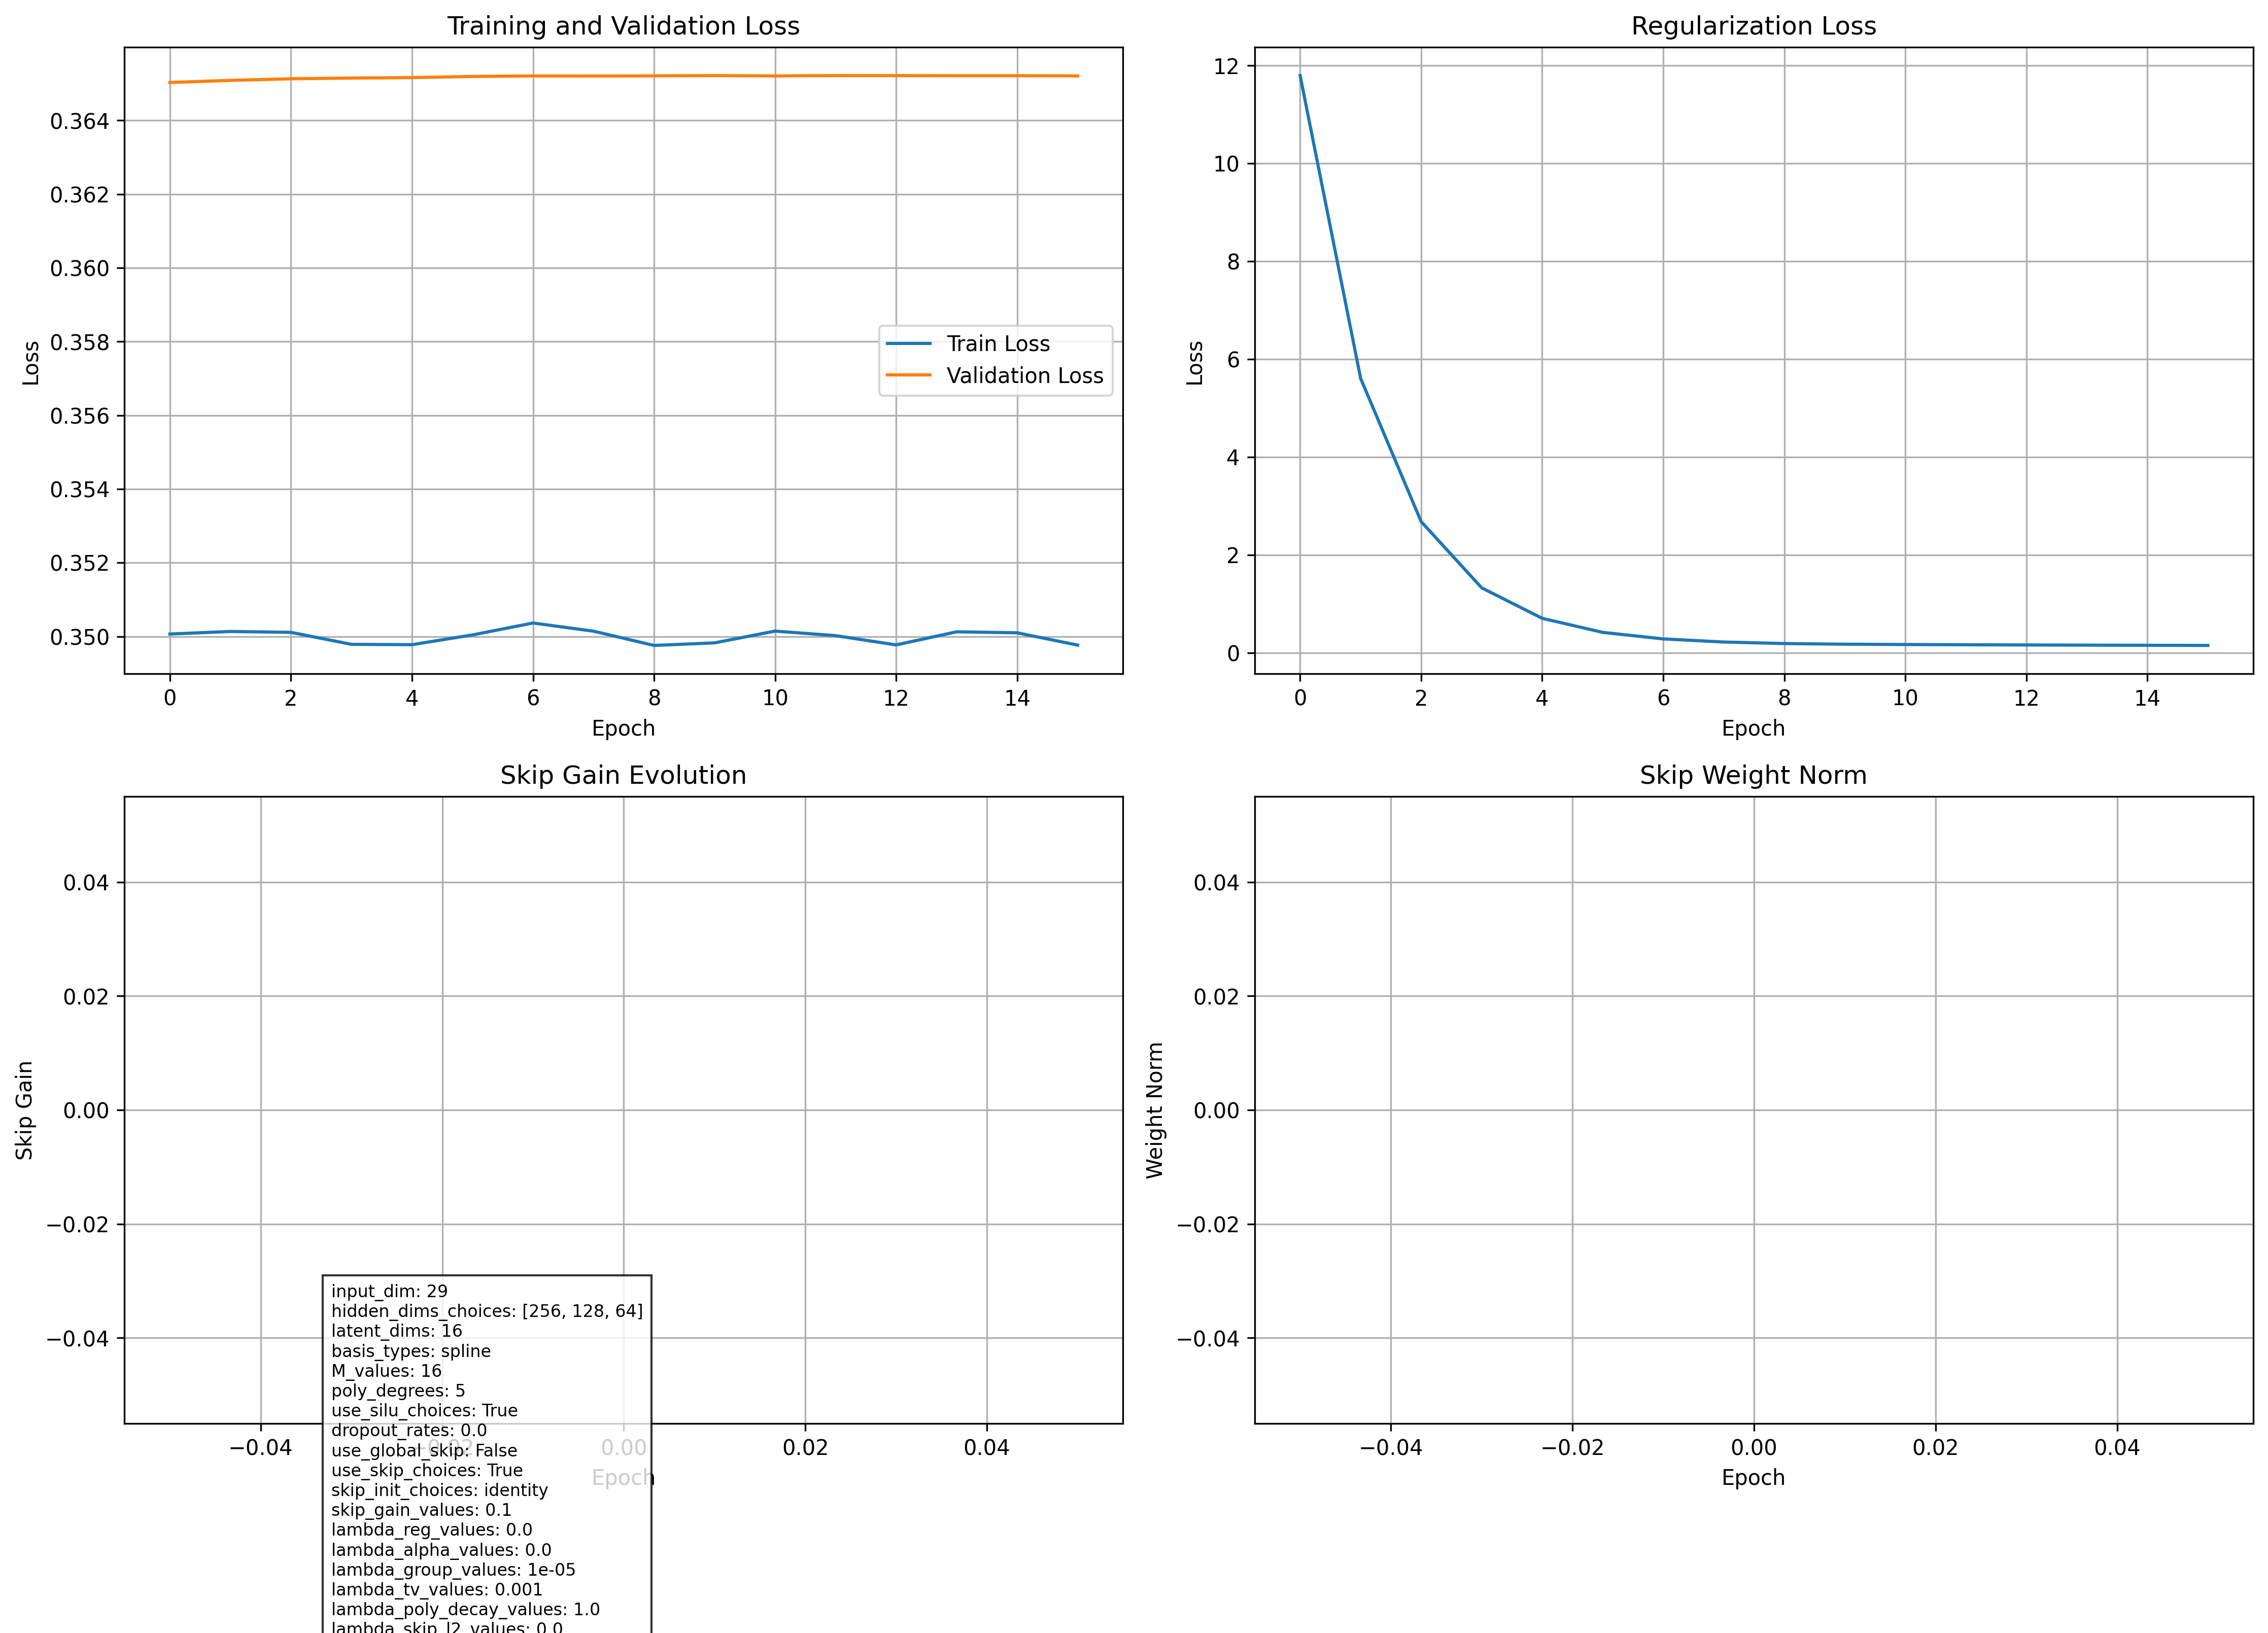 Training and Validation Loss
0.364
0.362
0.360
0.358
0.356
0.354
0.352
0.350
Loss
Train Loss
Validation Loss
0 2 4 6 8 10 12 14
Epoch
Regularization Loss
12
10
8
6
4
2
0
Loss
0 2 4 6 8 10 12 14
Epoch
Skip Gain Evolution
0.04
0.02
0.00
−0.02
−0.04
Skip Gain
−0.04 −0.02 0.00 0.02 0.04
Epoch
input_dim: 29
hidden_dims_choices: [256, 128, 64]
latent_dims: 16
basis_types: spline
M_values: 16
poly_degrees: 5
use_silu_choices: True
dropout_rates: 0.0
use_global_skip: False
use_skip_choices: True
skip_init_choices: identity
skip_gain_values: 0.1
lambda_reg_values: 0.0
lambda_alpha_values: 0.0
lambda_group_values: 1e-05
lambda_tv_values: 0.001
lambda_poly_decay_values: 1.0
lambda_skip_l2_values: 0.0
Skip Weight Norm
0.04
0.02
0.00
−0.02
−0.04
Weight Norm
−0.04 −0.02 0.00 0.02 0.04
Epoch